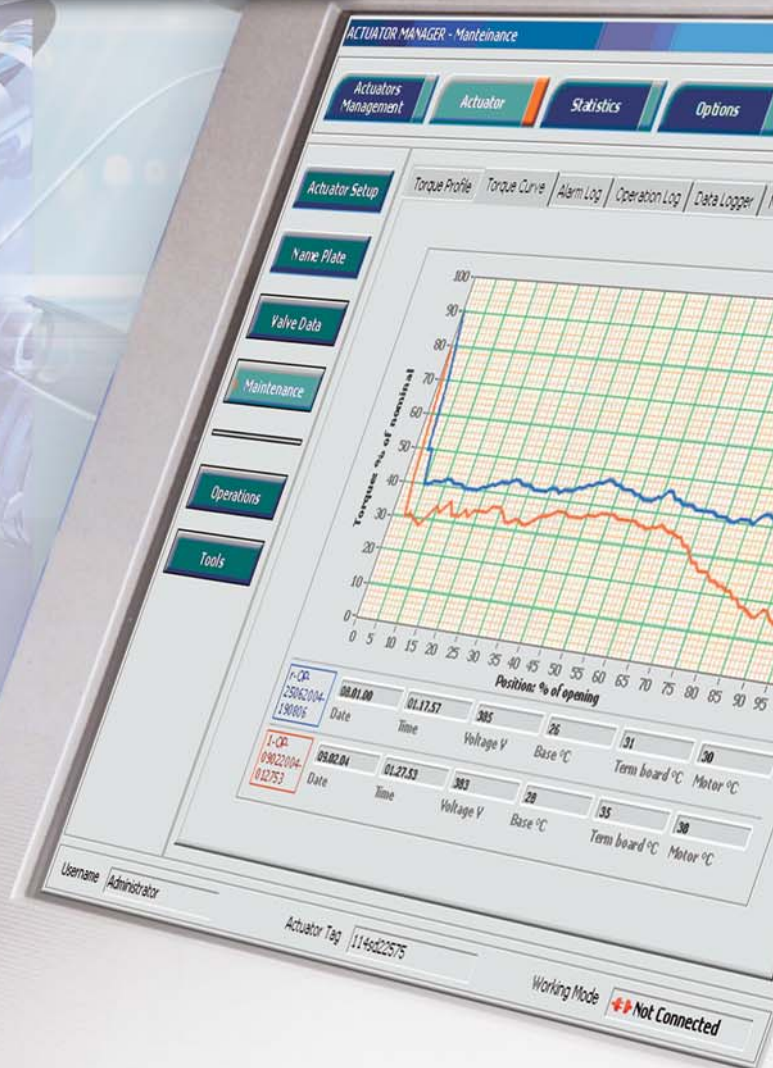 ACTUATOR MANAGER - Manteinance
Actuators Management
Actuator
Statistics
Options
Actuator Setup
Name Plate
Valve Data
Maintenance
Operations
Tools
Torque Profile
Torque Curve
Alarm Log
Operation Log
Data Logger
Torque: % of nominal
100
90
80
70
60
50
40
30
20
10
0
0 5 10 15 20 25 30 35 40 45 50 55 60 65 70 75 80 85 90 95
Position: % of opening
r-OP-
25062004-
190806
08.01.00
01.17.57
385
26
31
30
Date
Time
Voltage V
Base °C
Term board °C
Motor °C
1-OP-
09022004-
012753
09.02.04
01.27.53
383
29
35
38
Date
Time
Voltage V
Base °C
Term board °C
Motor °C
Username
Administrator
Actuator Tag
114sd22575
Working Mode
Not Connected